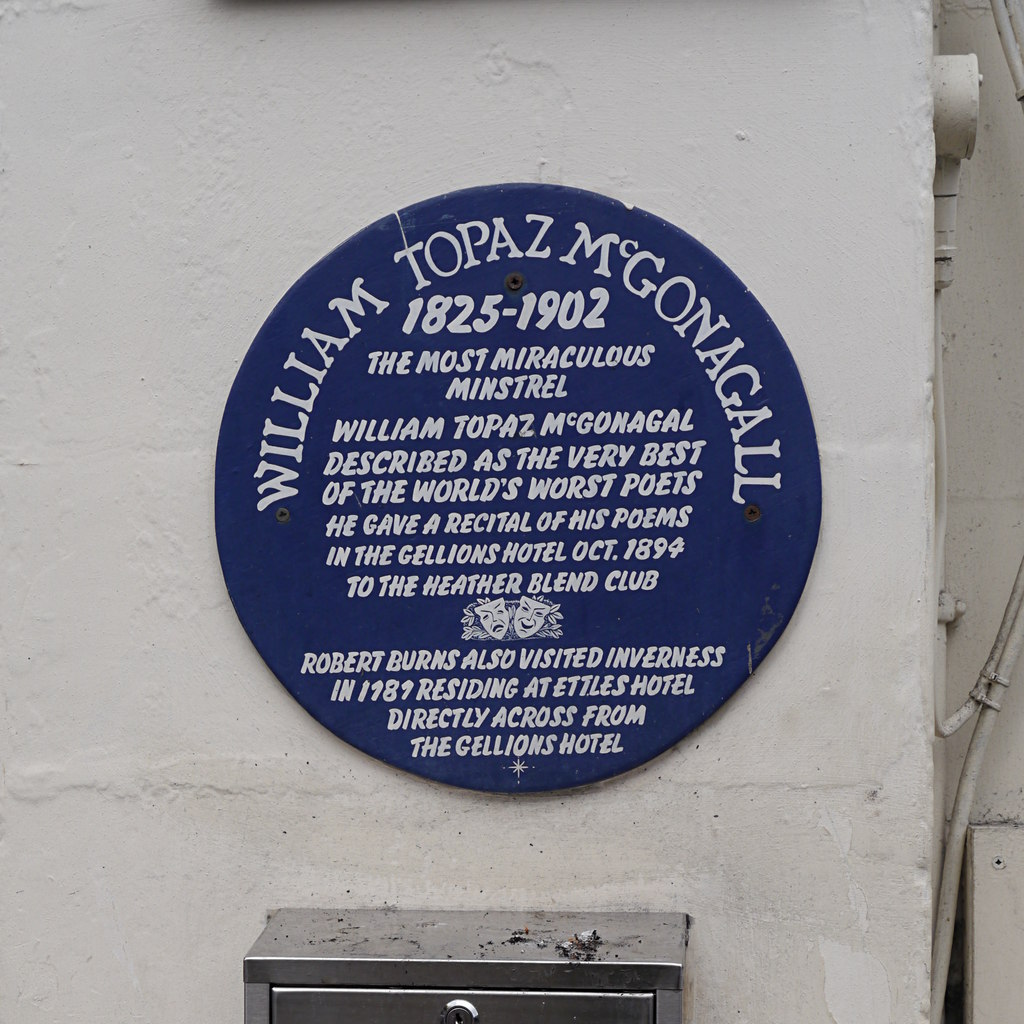 WILLIAM TOPAZ McGONAGALL
1825-1902
THE MOST MIRACULOUS
MINSTREL
WILLIAM TOPAZ McGONAGAL
DESCRIBED AS THE VERY BEST
OF THE WORLD'S WORST POETS
HE GAVE A RECITAL OF HIS POEMS
IN THE GELLIONS HOTEL OCT. 1894
TO THE HEATHER BLEND CLUB
ROBERT BURNS ALSO VISITED INVERNESS
IN 1787 RESIDING AT ETTLES HOTEL
DIRECTLY ACROSS FROM
THE GELLIONS HOTEL